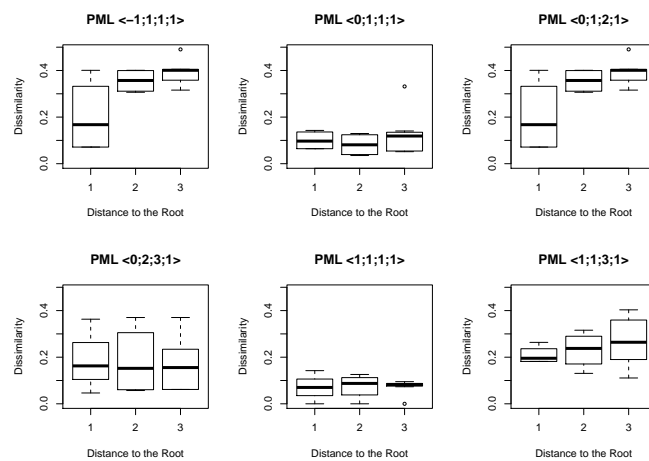 PML <-1;1;1;1>
PML <0;1;1;1>
PML <0;1;2;1>
Dissimilarity
0.0
0.2
0.4
1 2 3
Distance to the Root
Dissimilarity
0.0
0.2
0.4
1 2 3
Distance to the Root
Dissimilarity
0.0
0.2
0.4
1 2 3
Distance to the Root
PML <0;2;3;1>
PML <1;1;1;1>
PML <1;1;3;1>
Dissimilarity
0.0
0.2
0.4
1 2 3
Distance to the Root
Dissimilarity
0.0
0.2
0.4
1 2 3
Distance to the Root
Dissimilarity
0.0
0.2
0.4
1 2 3
Distance to the Root